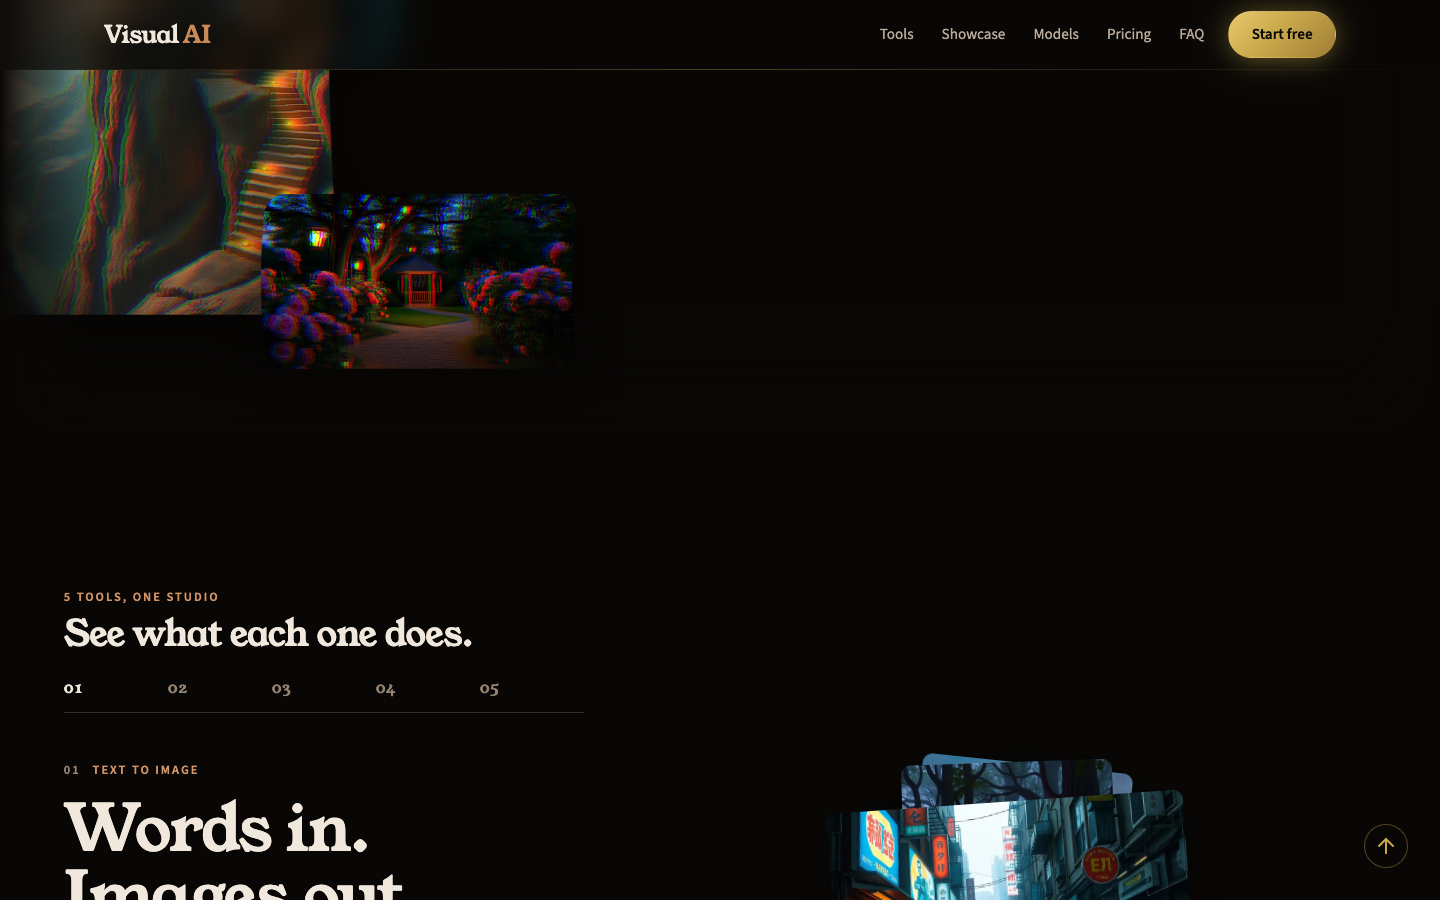 Visual AI
Tools
Showcase
Models
Pricing
FAQ
Start free
5 TOOLS, ONE STUDIO
See what each one does.
01
02
03
04
05
01 TEXT TO IMAGE
Words in.
Images out